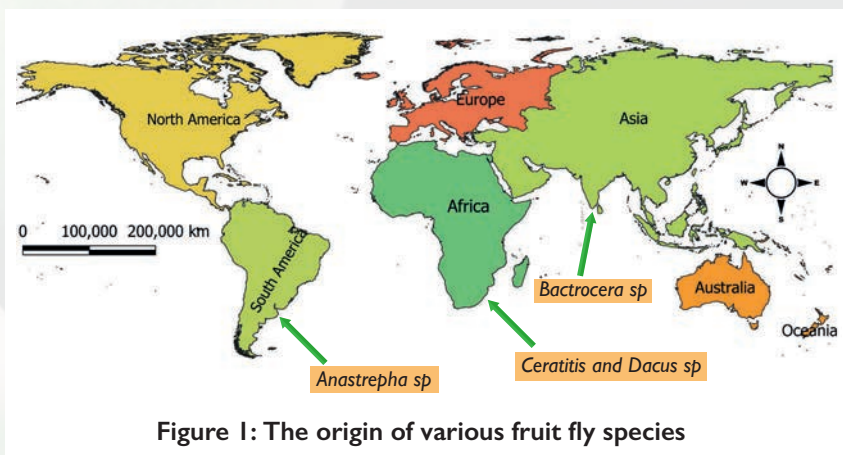 North America
Europe
Asia
N
W E
S
Africa
0 100,000 200,000 km
South America
Bactrocera sp
Australia
Oceania
Anastrepha sp
Ceratitis and Dacus sp
Figure 1: The origin of various fruit fly species